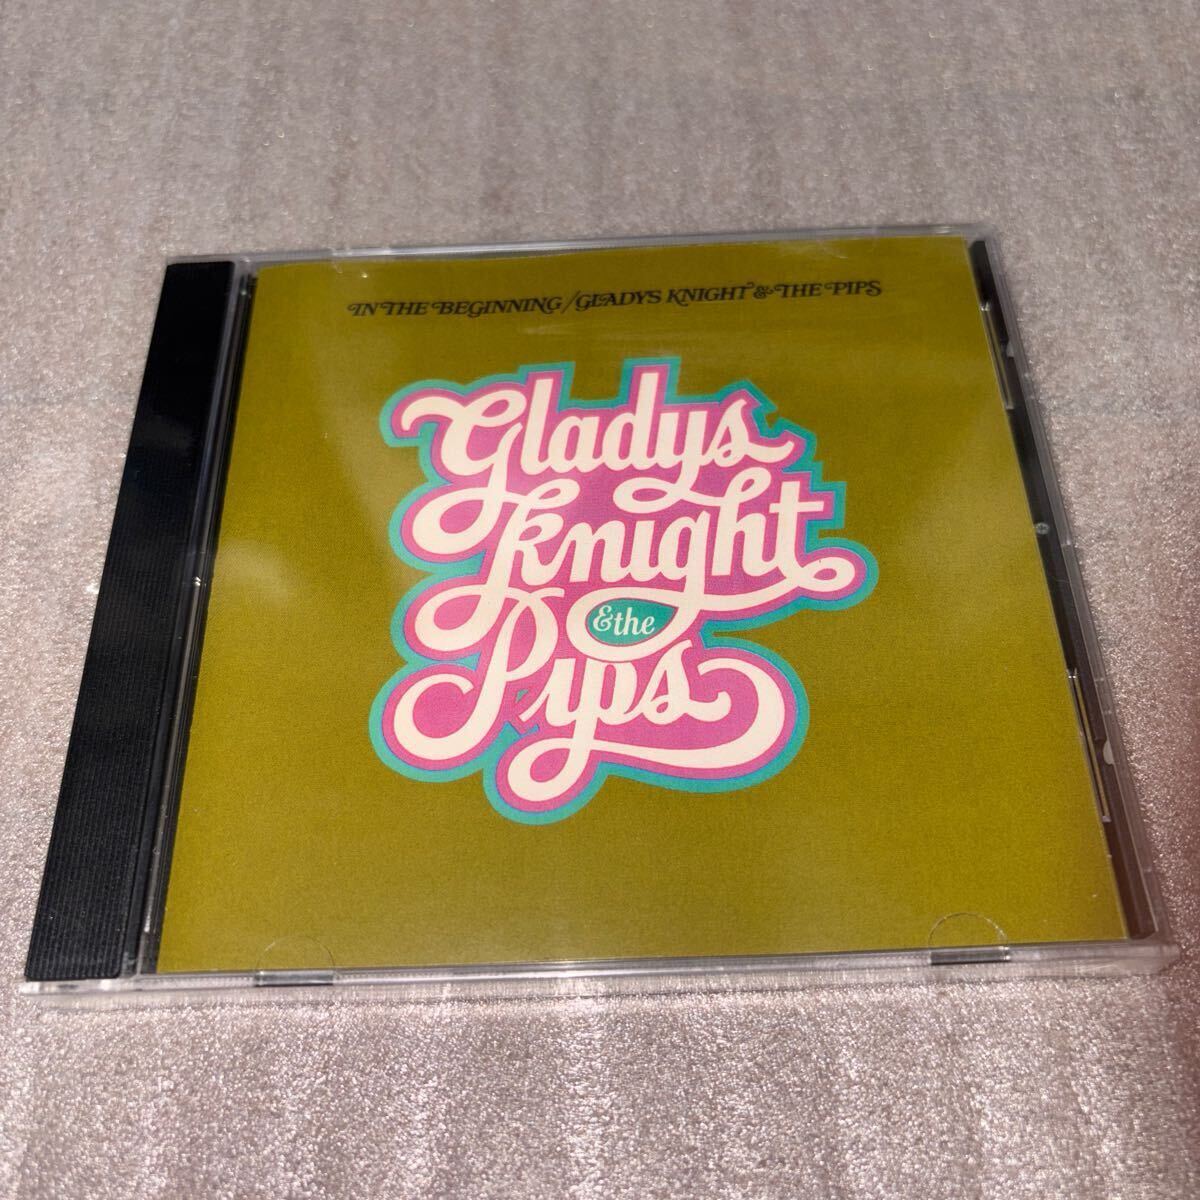 IN THE BEGINNING/GLADYS KNIGHT & THE PIPS
Gladys
Knight
& the
Pips